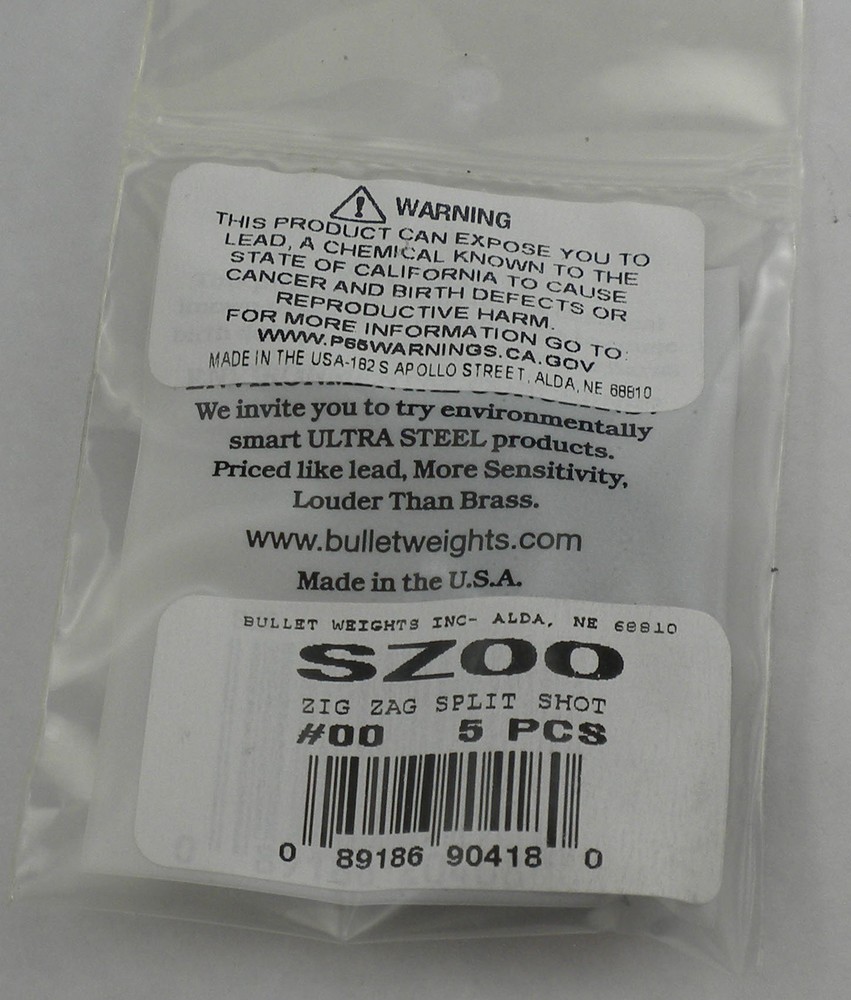 WARNING
THIS PRODUCT CAN EXPOSE YOU TO
LEAD, A CHEMICAL KNOWN TO THE
STATE OF CALIFORNIA TO CAUSE
CANCER AND BIRTH DEFECTS OR
REPRODUCTIVE HARM.
FOR MORE INFORMATION GO TO:
WWW.P65WARNINGS.CA.GOV
MADE IN THE USA-182 S APOLLO STREET, ALDA, NE 68810
We invite you to try environmentally
smart ULTRA STEEL products.
Priced like lead, More Sensitivity,
Louder Than Brass.
www.bulletweights.com
Made in the U.S.A.
BULLET WEIGHTS INC- ALDA, NE 68810
SZ00
ZIG ZAG SPLIT SHOT
#00 5 PCS
0 89186 90418 0